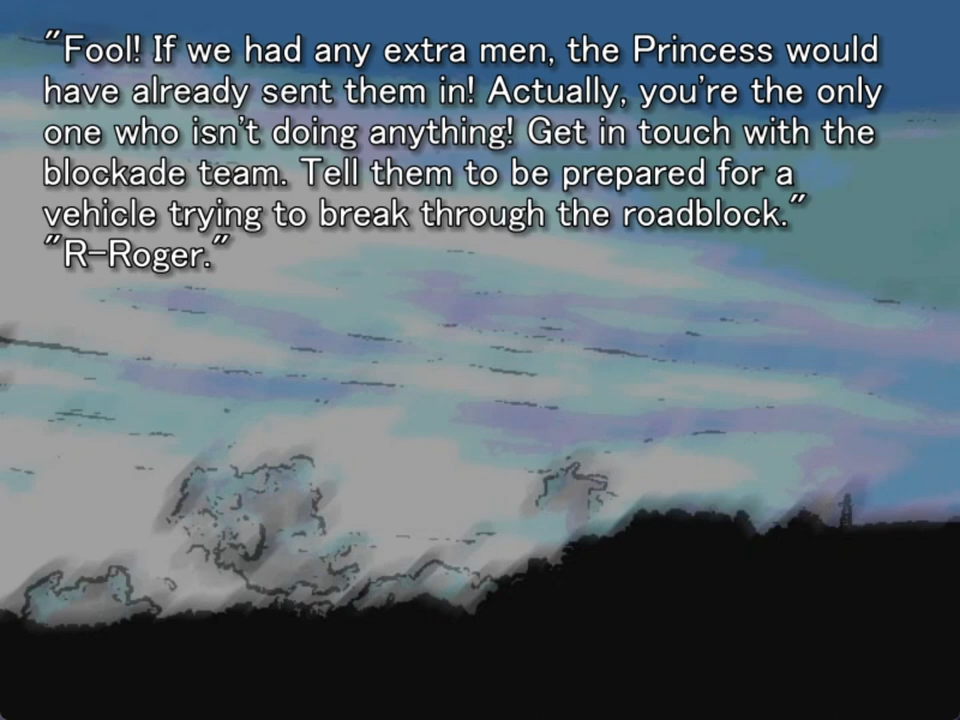 "Fool! If we had any extra men, the Princess would
have already sent them in! Actually, you're the only
one who isn't doing anything! Get in touch with the
blockade team. Tell them to be prepared for a
vehicle trying to break through the roadblock."
"R-Roger."